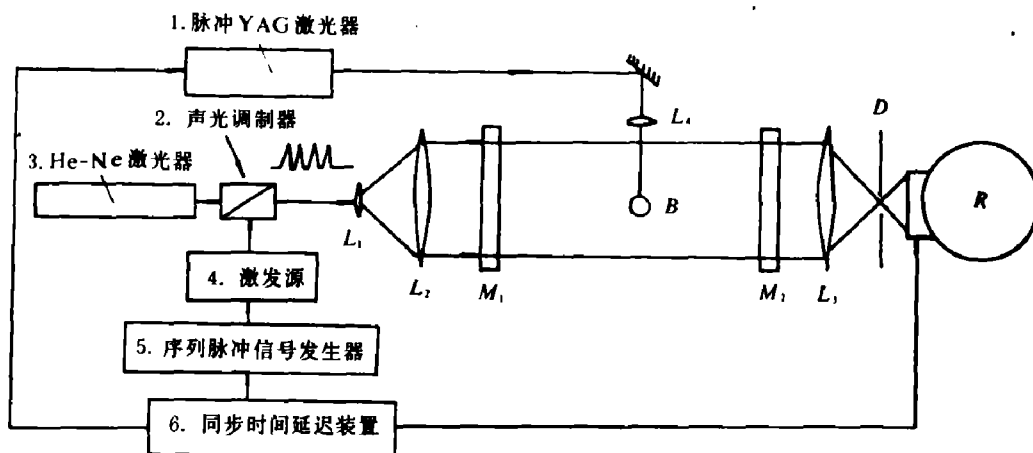 1.脉冲YAG激光器
2. 声光调制器
3.He-Ne激光器
L₄
D
B
R
L₁
L₂
M₁
M₂
L₃
4. 激发源
5. 序列脉冲信号发生器
6. 同步时间延迟装置